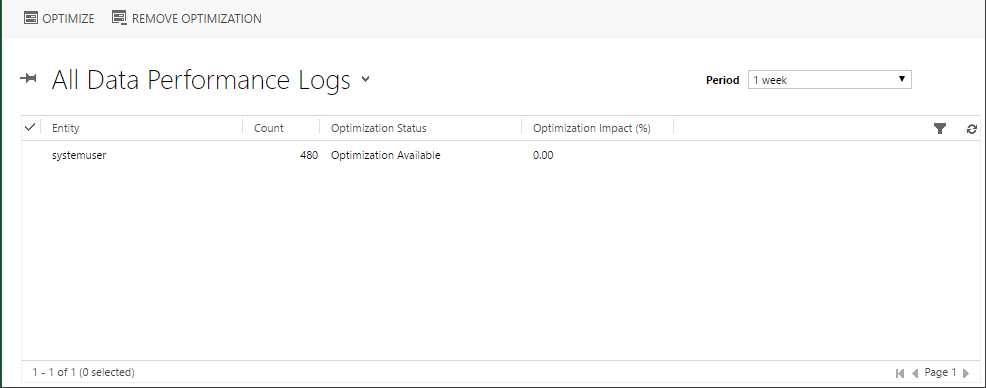 OPTIMIZE REMOVE OPTIMIZATION
All Data Performance Logs
Period 1 week
Entity Count Optimization Status Optimization Impact (%)
systemuser 480 Optimization Available 0.00
1 - 1 of 1 (0 selected) Page 1